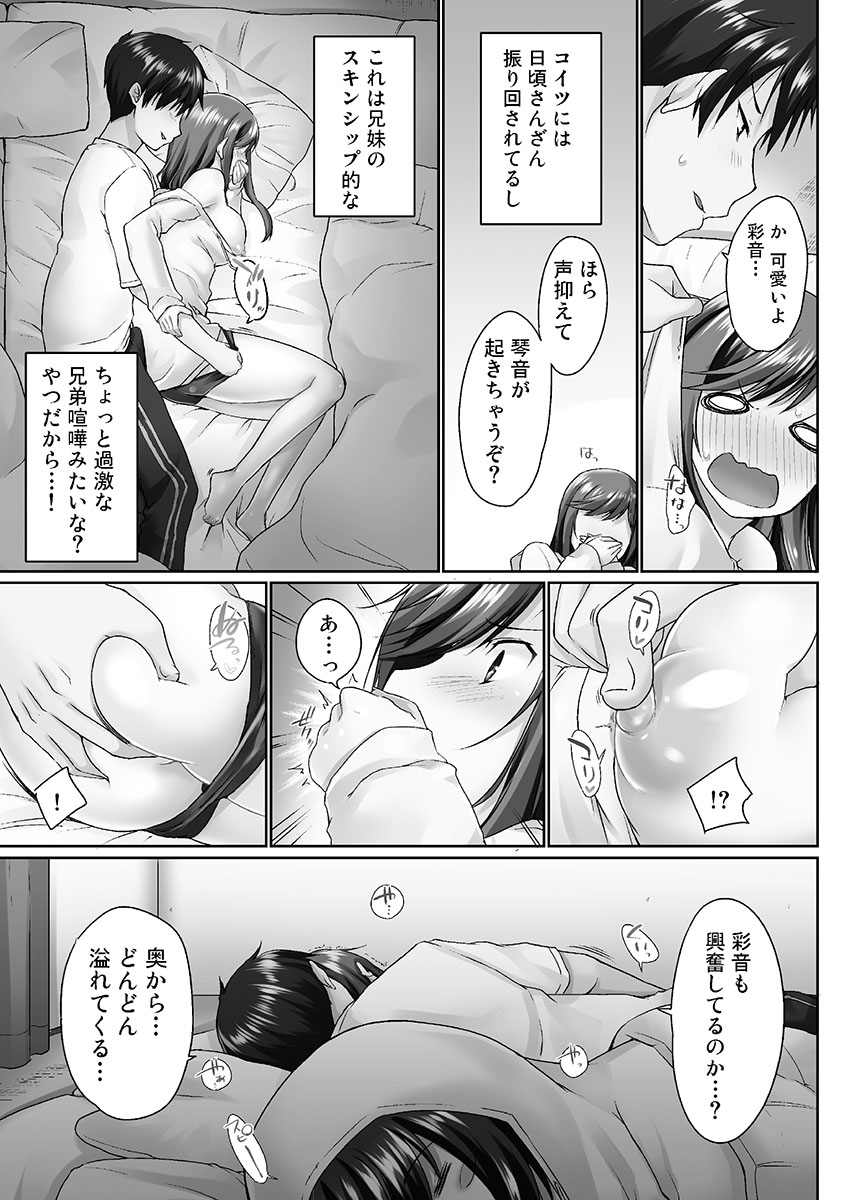 か 可愛いよ
彩音…
なな…っ
コイツには
日頃さんざん
振り回されてるし
ほら
声抑えて
琴音が
起きちゃうぞ?
はっ
これは兄妹の
スキンシップ的な
ちょっと過激な
兄弟喧嘩みたいな?
やつだから…!
コリ
コリ
!?
あ…っ
!
彩音も
興奮してるのか…?
奥から…
どんどん
溢れてくる…